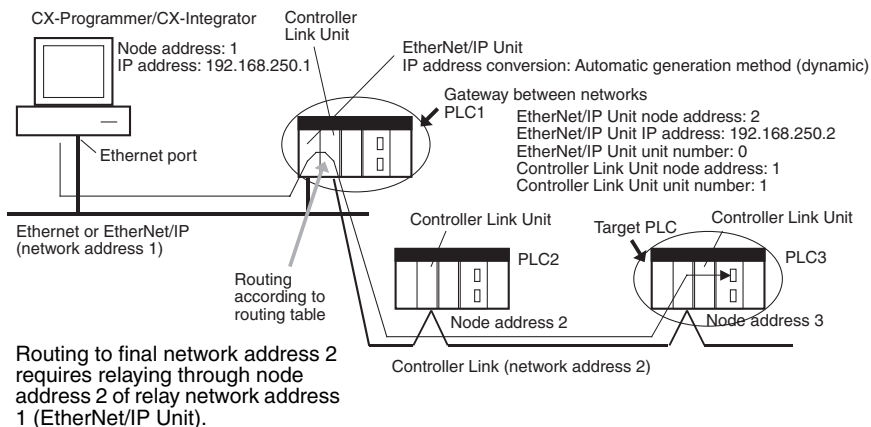 CX-Programmer/CX-Integrator
Node address: 1
IP address: 192.168.250.1
Controller
Link Unit
EtherNet/IP Unit
IP address conversion: Automatic generation method (dynamic)
Gateway between networks
PLC1
EtherNet/IP Unit node address: 2
EtherNet/IP Unit IP address: 192.168.250.2
EtherNet/IP Unit unit number: 0
Controller Link Unit node address: 1
Controller Link Unit unit number: 1
Ethernet port
Ethernet or EtherNet/IP
(network address 1)
Routing
according to
routing table
Controller Link Unit
PLC2
Node address 2
Target PLC
Controller Link Unit
PLC3
Node address 3
Controller Link (network address 2)
Routing to final network address 2
requires relaying through node
address 2 of relay network address
1 (EtherNet/IP Unit).